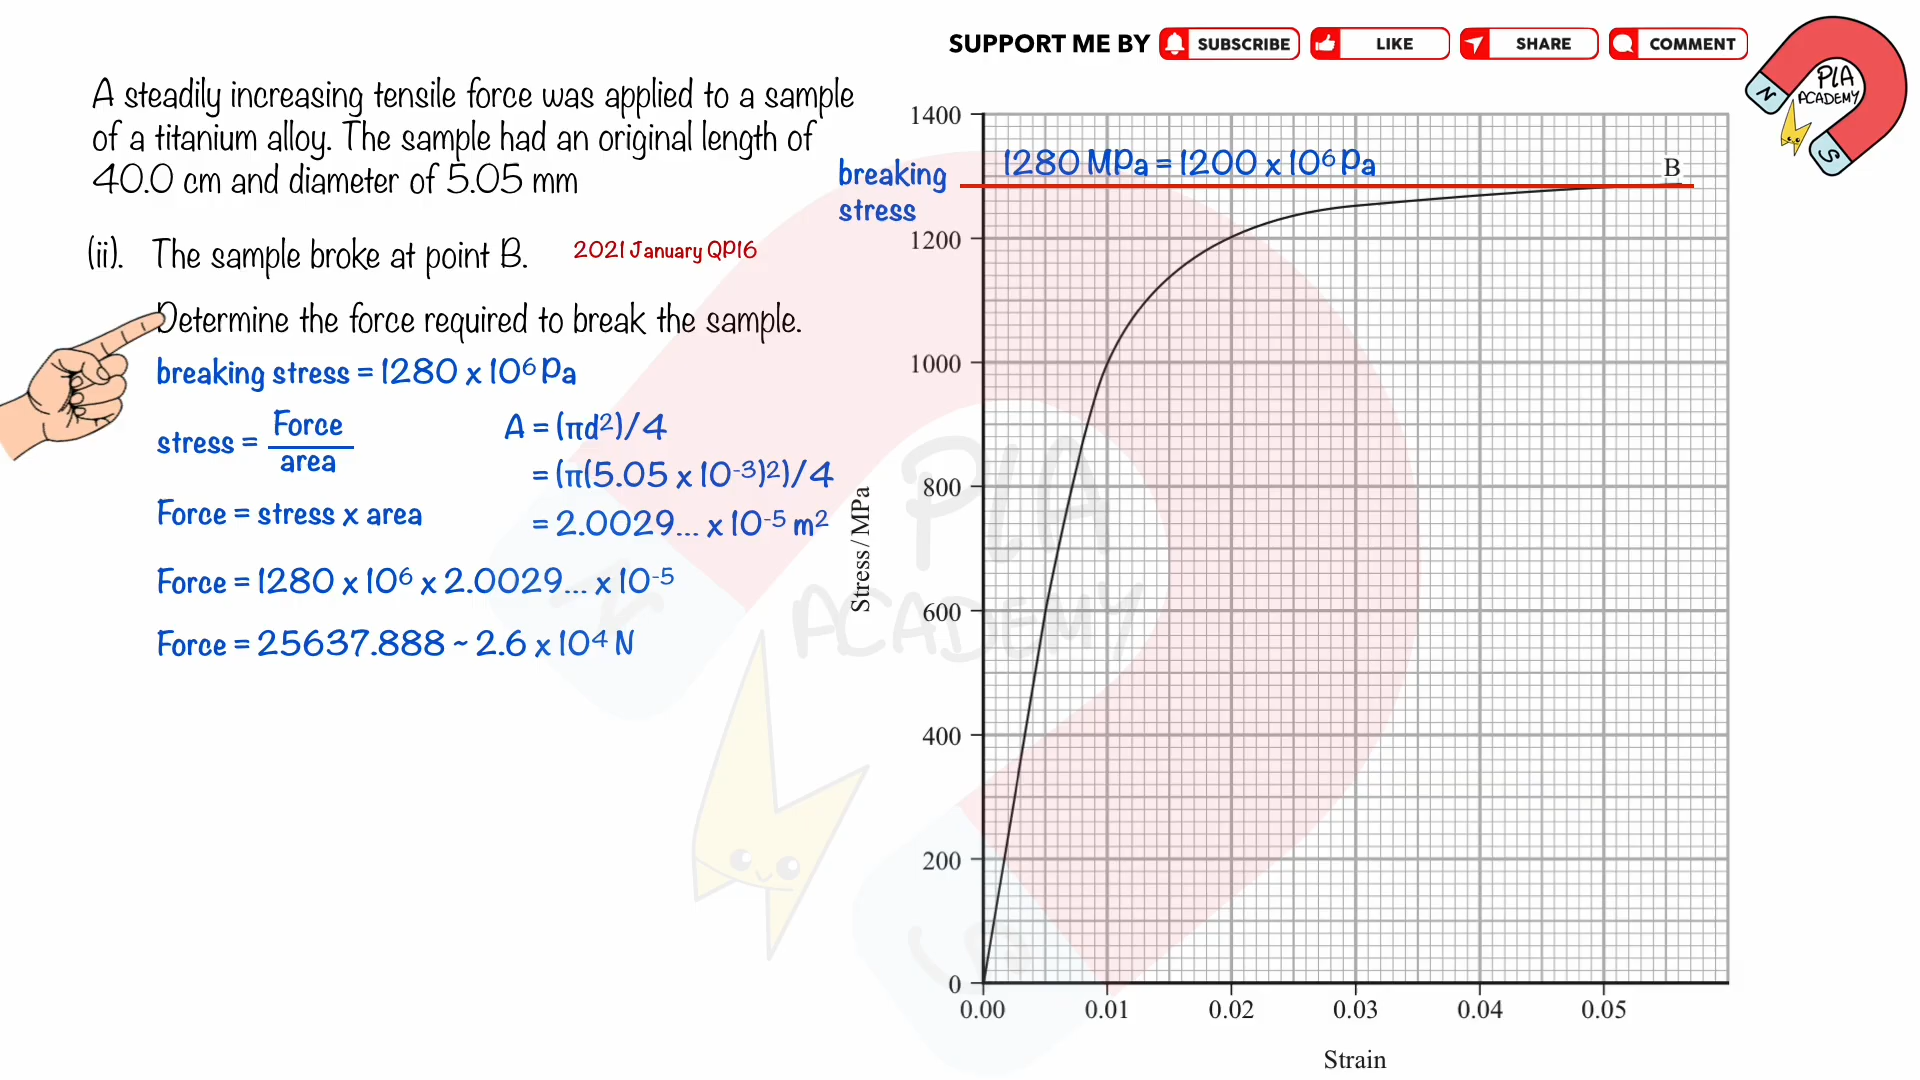 SUPPORT ME BY SUBSCRIBE LIKE SHARE COMMENT
N PLA ACADEMY S
A steadily increasing tensile force was applied to a sample
of a titanium alloy. The sample had an original length of
40.0 cm and diameter of 5.05 mm
(ii). The sample broke at point B. 2021 January QP16
Determine the force required to break the sample.
breaking stress = 1280 x 10⁶ Pa
stress = Force
area
A = (πd²)/4
= (π(5.05 x 10⁻³)²)/4
= 2.0029... x 10⁻⁵ m²
Force = stress x area
Force = 1280 x 10⁶ x 2.0029... x 10⁻⁵
Force = 25637.888 ~ 2.6 x 10⁴ N
breaking
stress
1280 MPa = 1200 x 10⁶ Pa
B
1400
1200
1000
800
600
400
200
0
Stress / MPa
0.00 0.01 0.02 0.03 0.04 0.05
Strain
PLA
ACADEMY